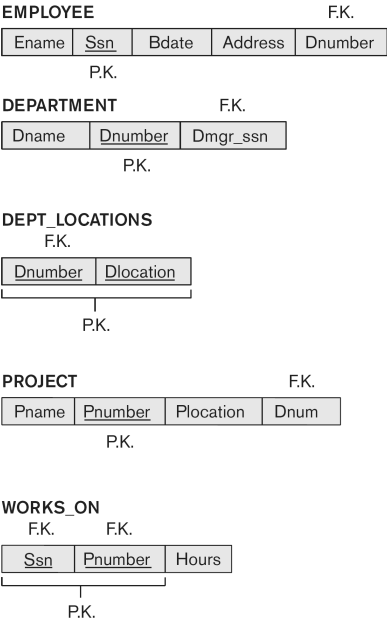 EMPLOYEE F.K.
Ename Ssn Bdate Address Dnumber
P.K.
DEPARTMENT F.K.
Dname Dnumber Dmgr_ssn
P.K.
DEPT_LOCATIONS
F.K.
Dnumber Dlocation
P.K.
PROJECT F.K.
Pname Pnumber Plocation Dnum
P.K.
WORKS_ON
F.K. F.K.
Ssn Pnumber Hours
P.K.